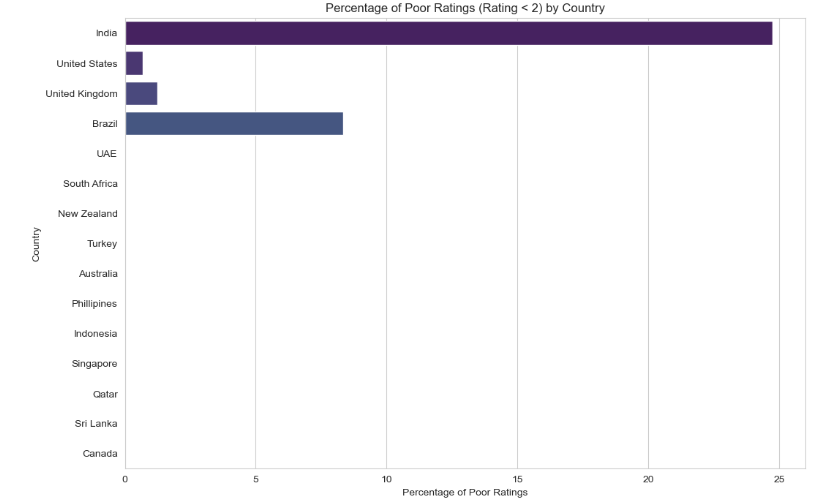 Percentage of Poor Ratings (Rating < 2) by Country
Country
India
United States
United Kingdom
Brazil
UAE
South Africa
New Zealand
Turkey
Australia
Phillipines
Indonesia
Singapore
Qatar
Sri Lanka
Canada
0 5 10 15 20 25
Percentage of Poor Ratings